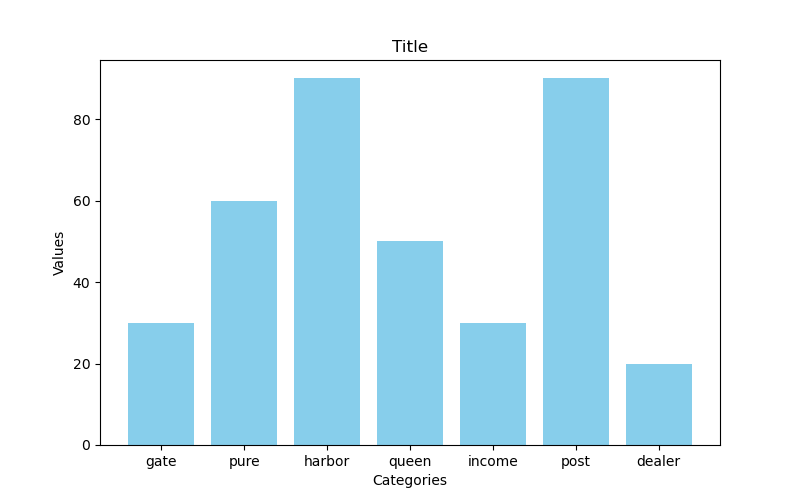 Title
Values
80
60
40
20
0
gate pure harbor queen income post dealer
Categories